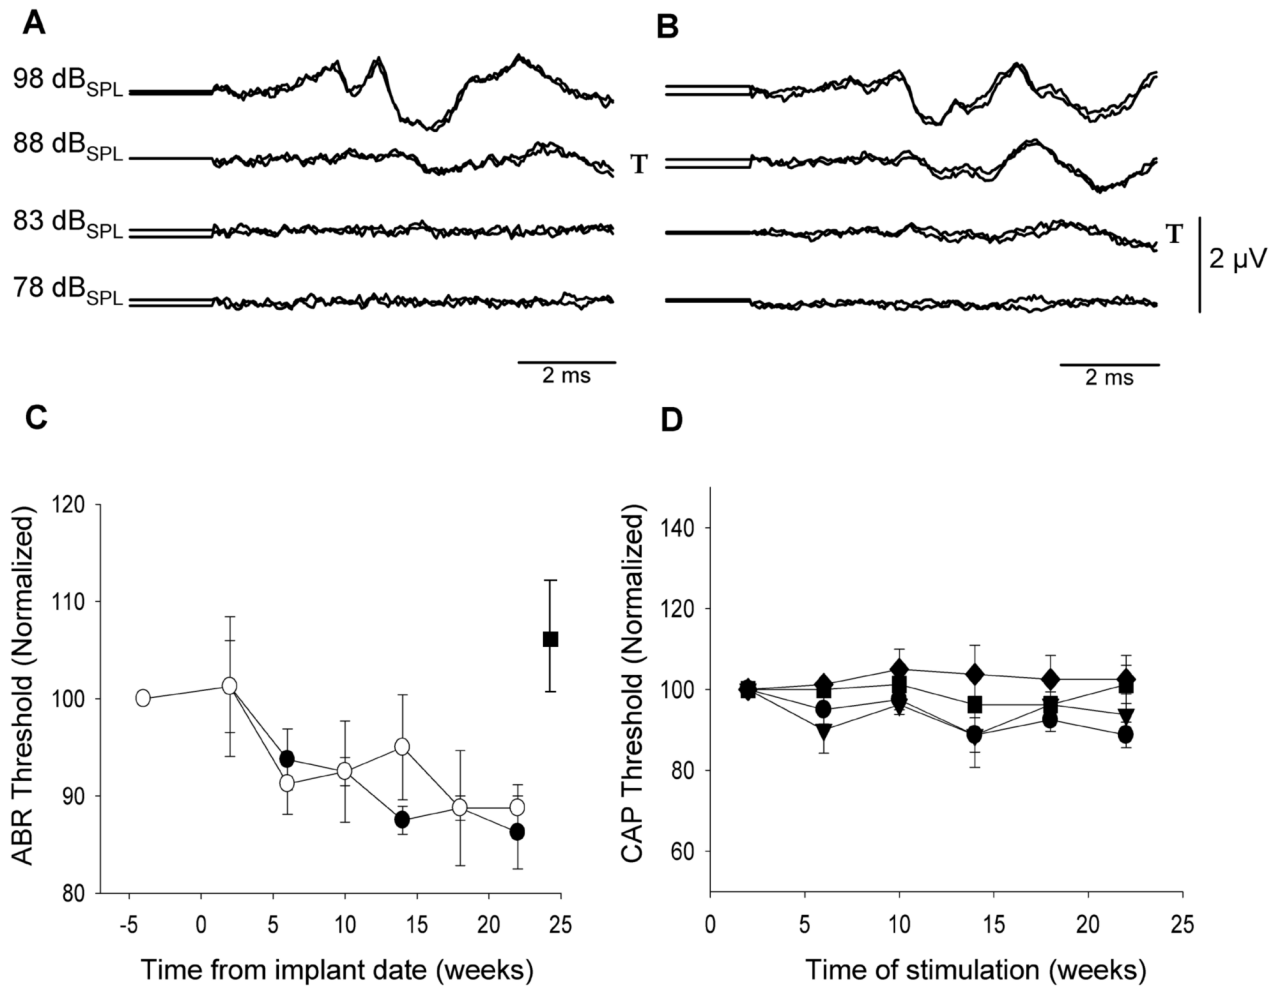 A
B
98 dBSPL
88 dBSPL
T
83 dBSPL
T
2 µV
78 dBSPL
2 ms
2 ms
C
D
ABR Threshold (Normalized)
120
110
100
90
80
-5 0 5 10 15 20 25
Time from implant date (weeks)
CAP Threshold (Normalized)
140
120
100
80
60
0 5 10 15 20 25
Time of stimulation (weeks)